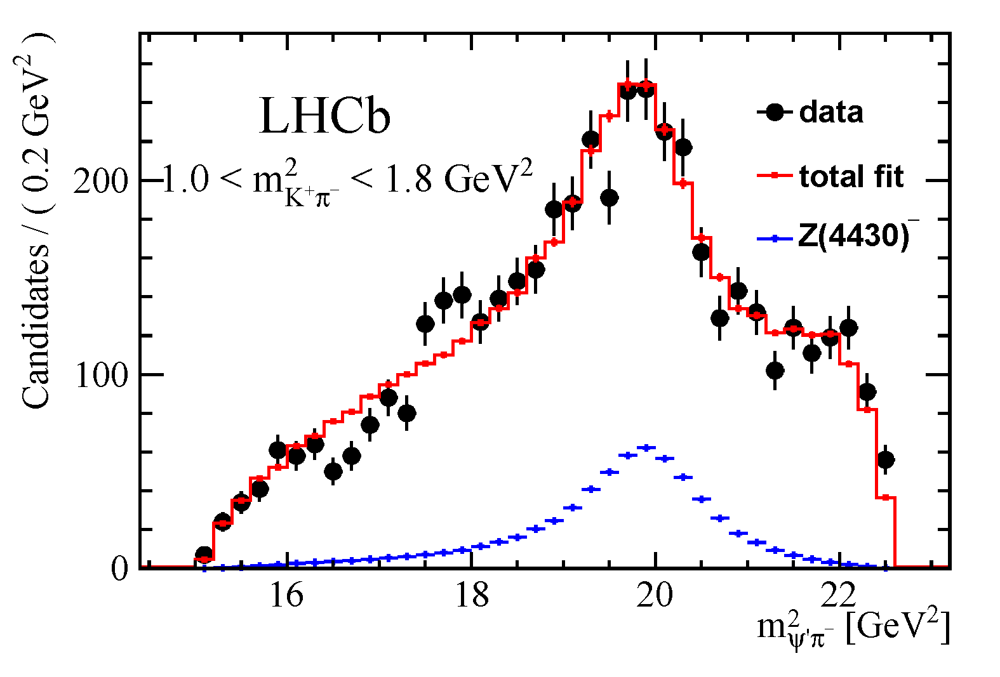 LHCb
1.0 < m²K⁺π⁻ < 1.8 GeV²
data
total fit
Z(4430)⁻
Candidates / ( 0.2 GeV² )
200
100
0
16 18 20 22
m²ψ'π⁻ [GeV²]